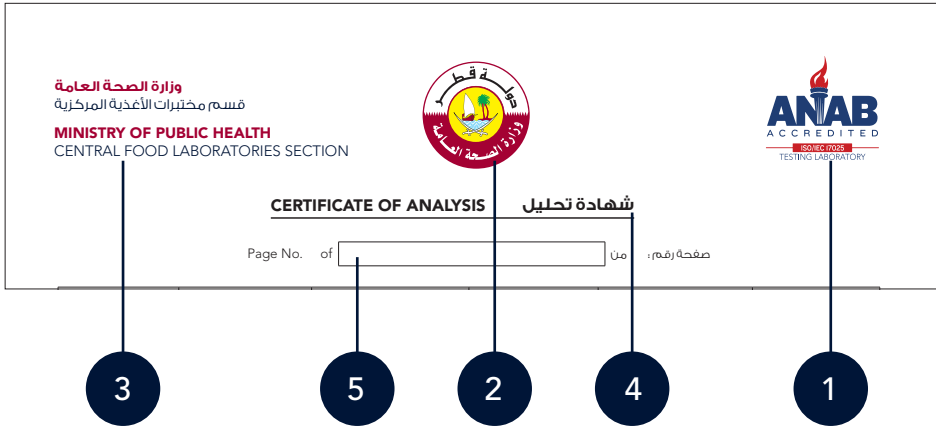 وزارة الصحة العامة
قسم مختبرات الأغذية المركزية
MINISTRY OF PUBLIC HEALTH
CENTRAL FOOD LABORATORIES SECTION
دولة قطر
وزارة الصحة العامة
ANAB
ACCREDITED
ISO/IEC 17025
TESTING LABORATORY
CERTIFICATE OF ANALYSIS شهادة تحليل
Page No. of من صفحة رقم:
3 5 2 4 1